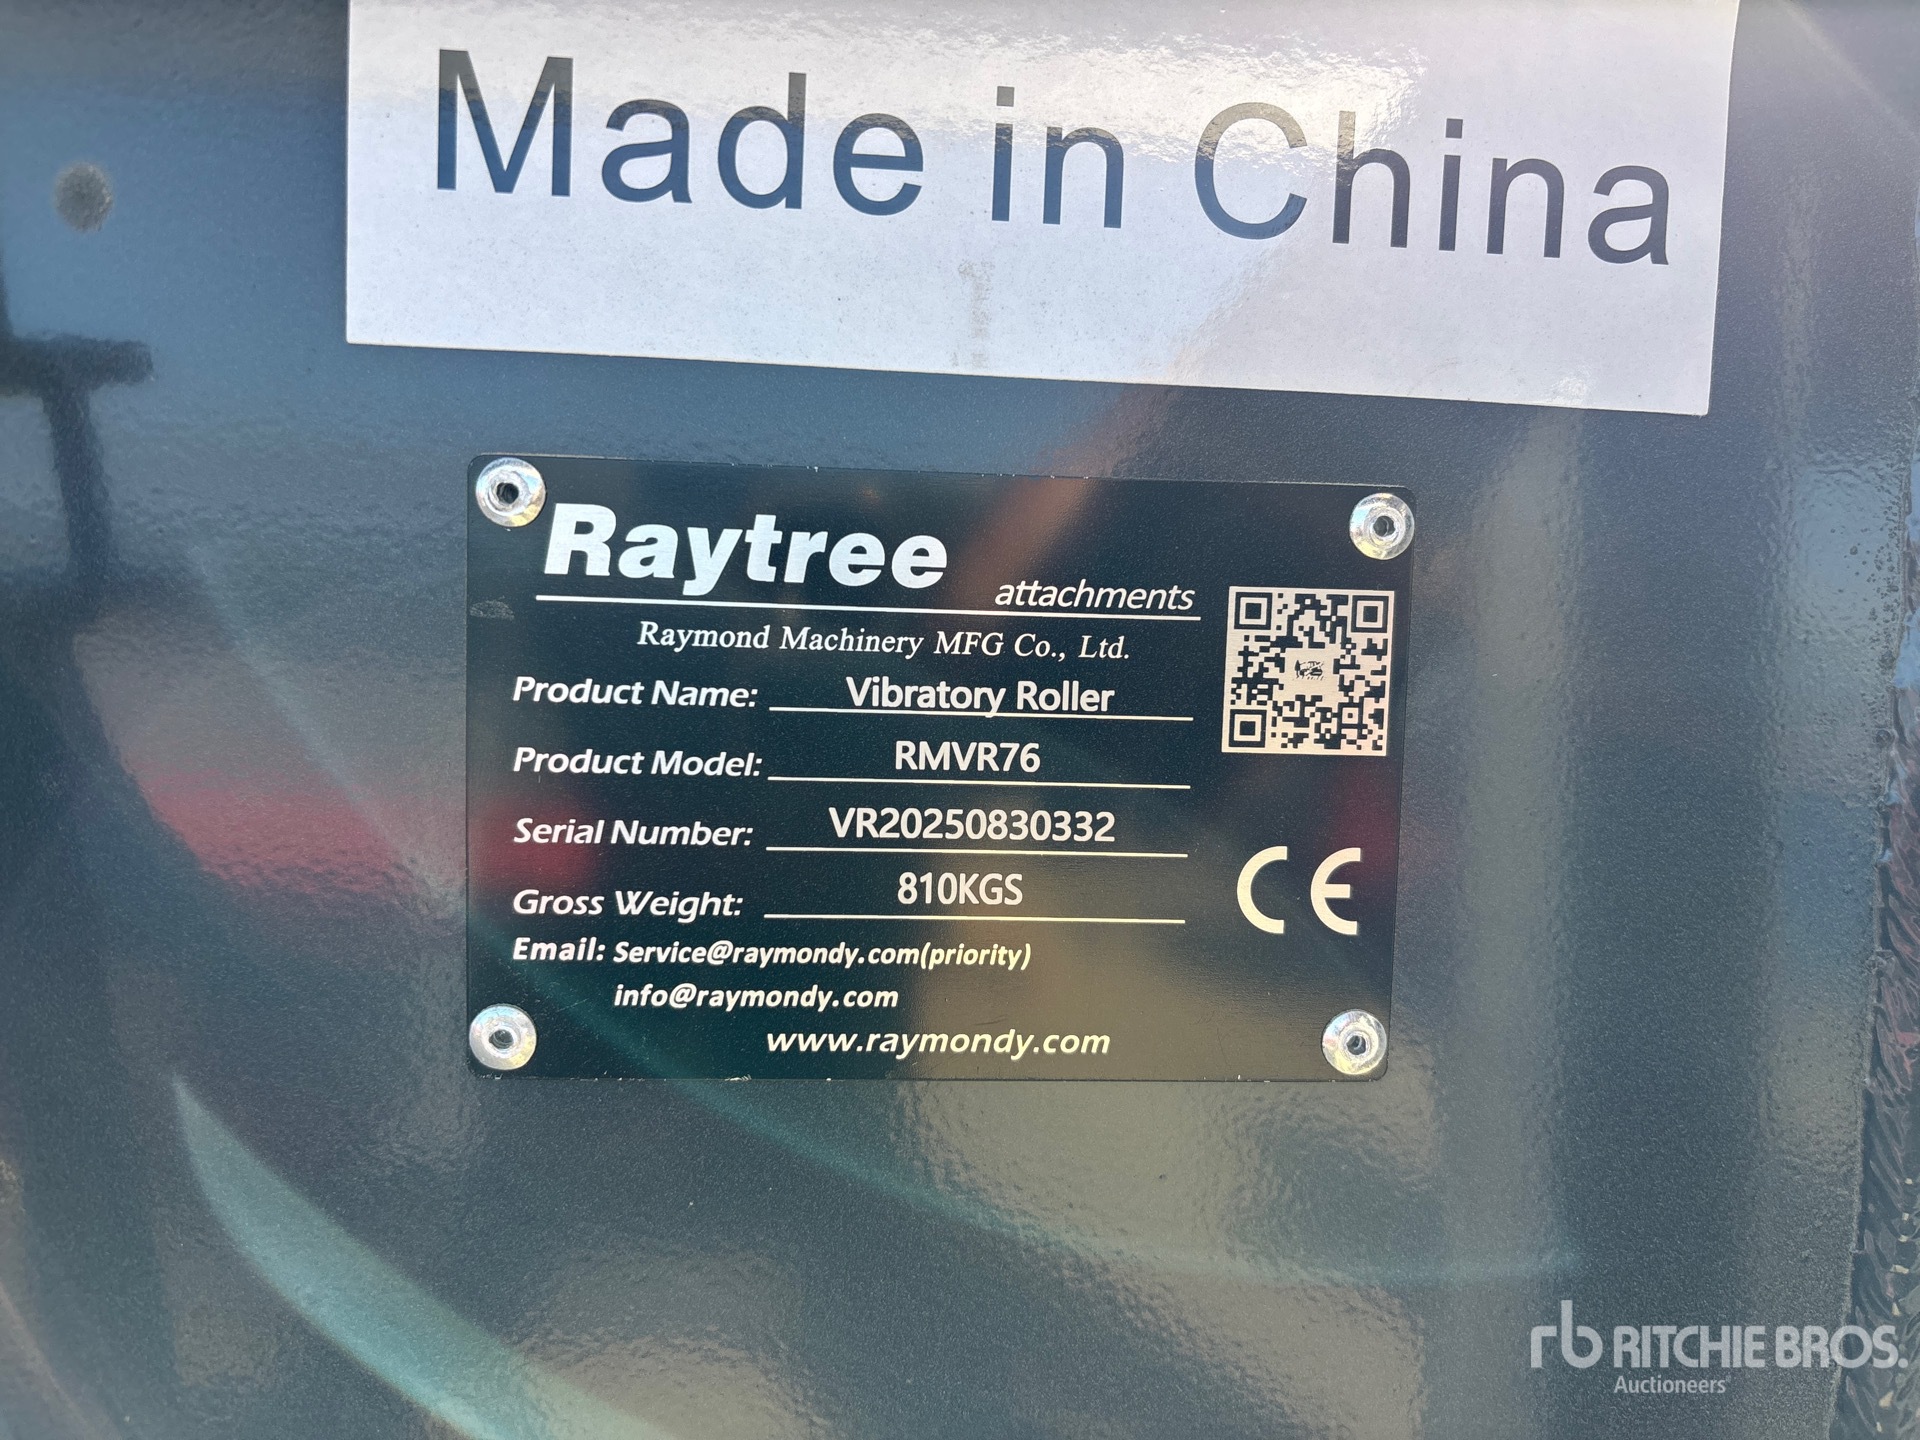 Made in China
Raytree
attachments
Raymond Machinery MFG Co., Ltd.
Product Name: Vibratory Roller
Product Model: RMVR76
Serial Number: VR20250830332
Gross Weight: 810KGS
CE
Email: Service@raymondy.com(priority)
info@raymondy.com
www.raymondy.com
rb RITCHIE BROS.
Auctioneers